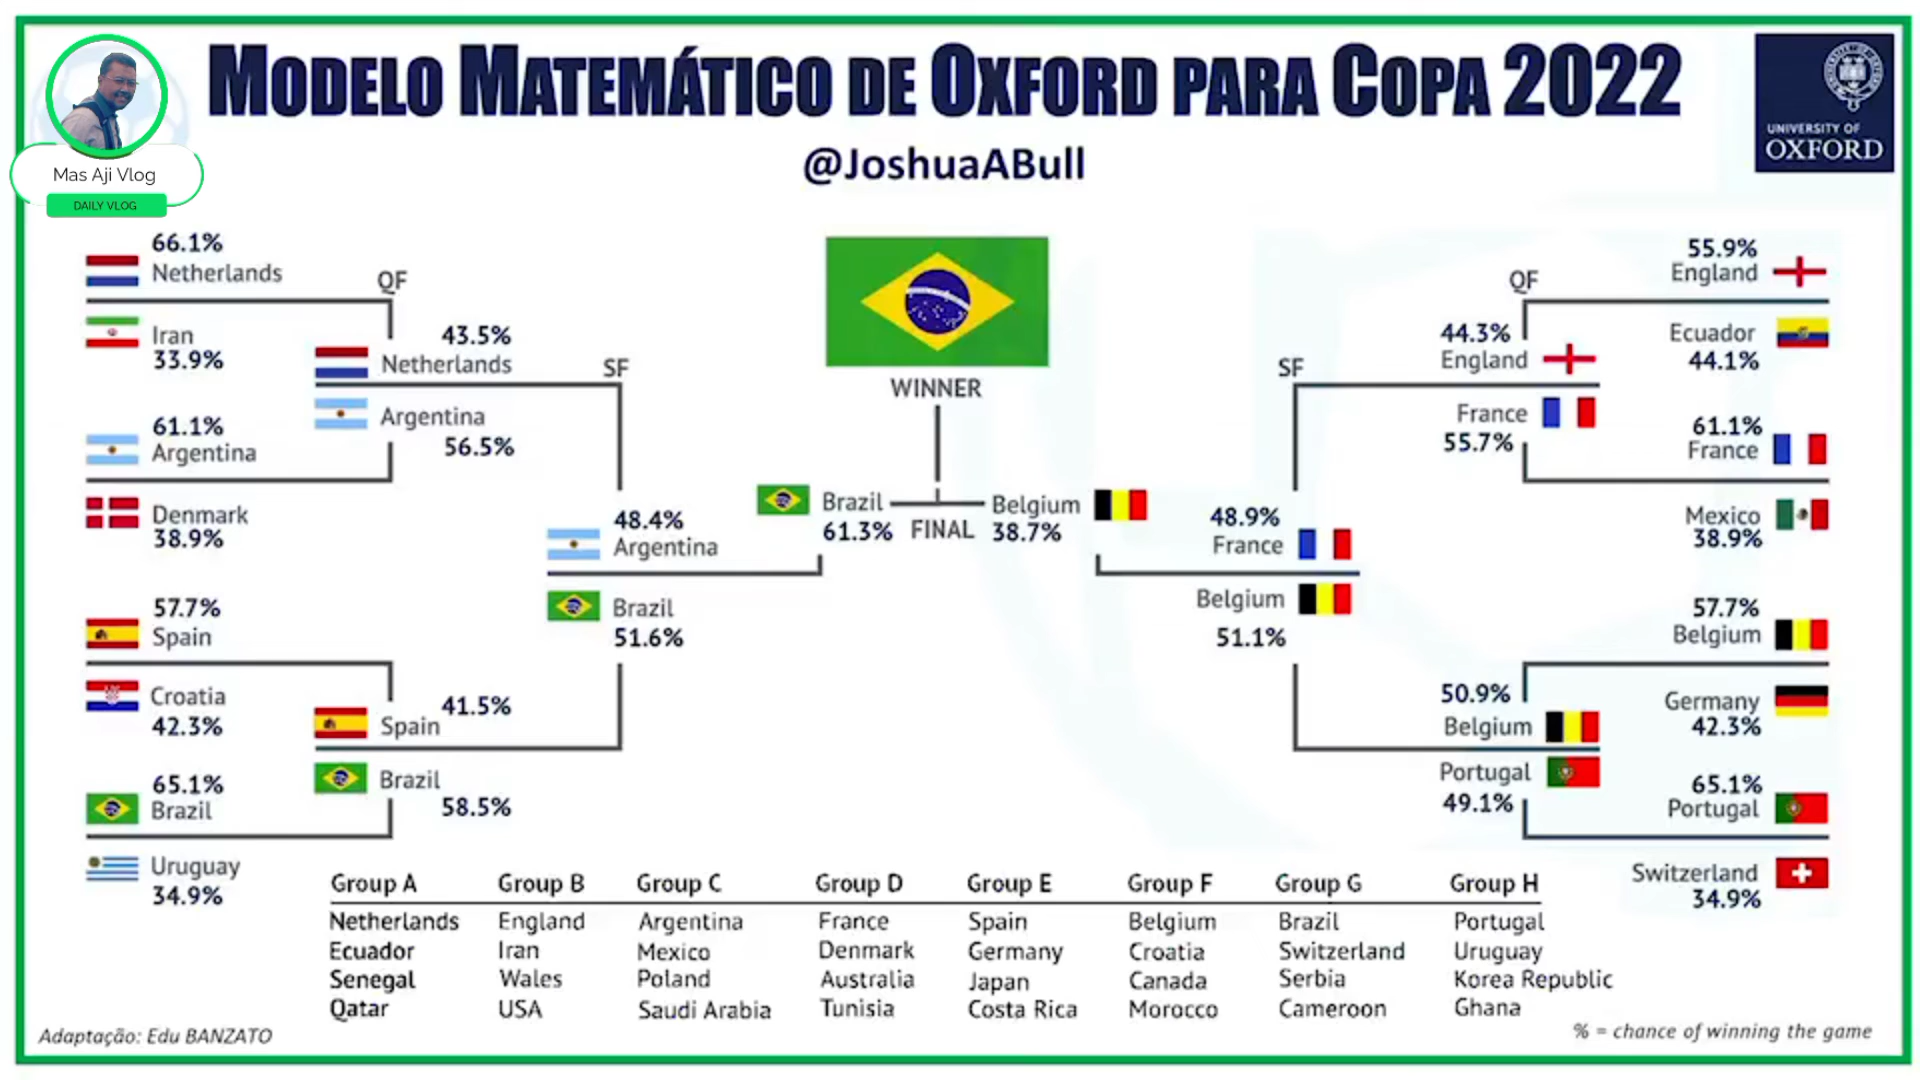 MODELO MATEMÁTICO DE OXFORD PARA COPA 2022
@JoshuaABull
UNIVERSITY OF
OXFORD
Mas Aji Vlog
DAILY VLOG
66.1%
Netherlands
Iran
33.9%
61.1%
Argentina
Denmark
38.9%
57.7%
Spain
Croatia
42.3%
65.1%
Brazil
Uruguay
34.9%
QF
43.5%
Netherlands
Argentina
56.5%
41.5%
Spain
Brazil
58.5%
SF
48.4%
Argentina
Brazil
51.6%
WINNER
Brazil
61.3%
FINAL
Belgium
38.7%
SF
48.9%
France
Belgium
51.1%
QF
44.3%
England
France
55.7%
50.9%
Belgium
Portugal
49.1%
55.9%
England
Ecuador
44.1%
61.1%
France
Mexico
38.9%
57.7%
Belgium
Germany
42.3%
65.1%
Portugal
Switzerland
34.9%
Group A Group B Group C Group D Group E Group F Group G Group H
Netherlands England Argentina France Spain Belgium Brazil Portugal
Ecuador Iran Mexico Denmark Germany Croatia Switzerland Uruguay
Senegal Wales Poland Australia Japan Canada Serbia Korea Republic
Qatar USA Saudi Arabia Tunisia Costa Rica Morocco Cameroon Ghana
Adaptação: Edu BANZATO
% = chance of winning the game